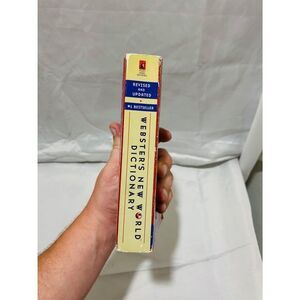 REVISED
AND
UPDATED
#1 BESTSELLER
WEBSTER'S NEW WORLD
DICTIONARY